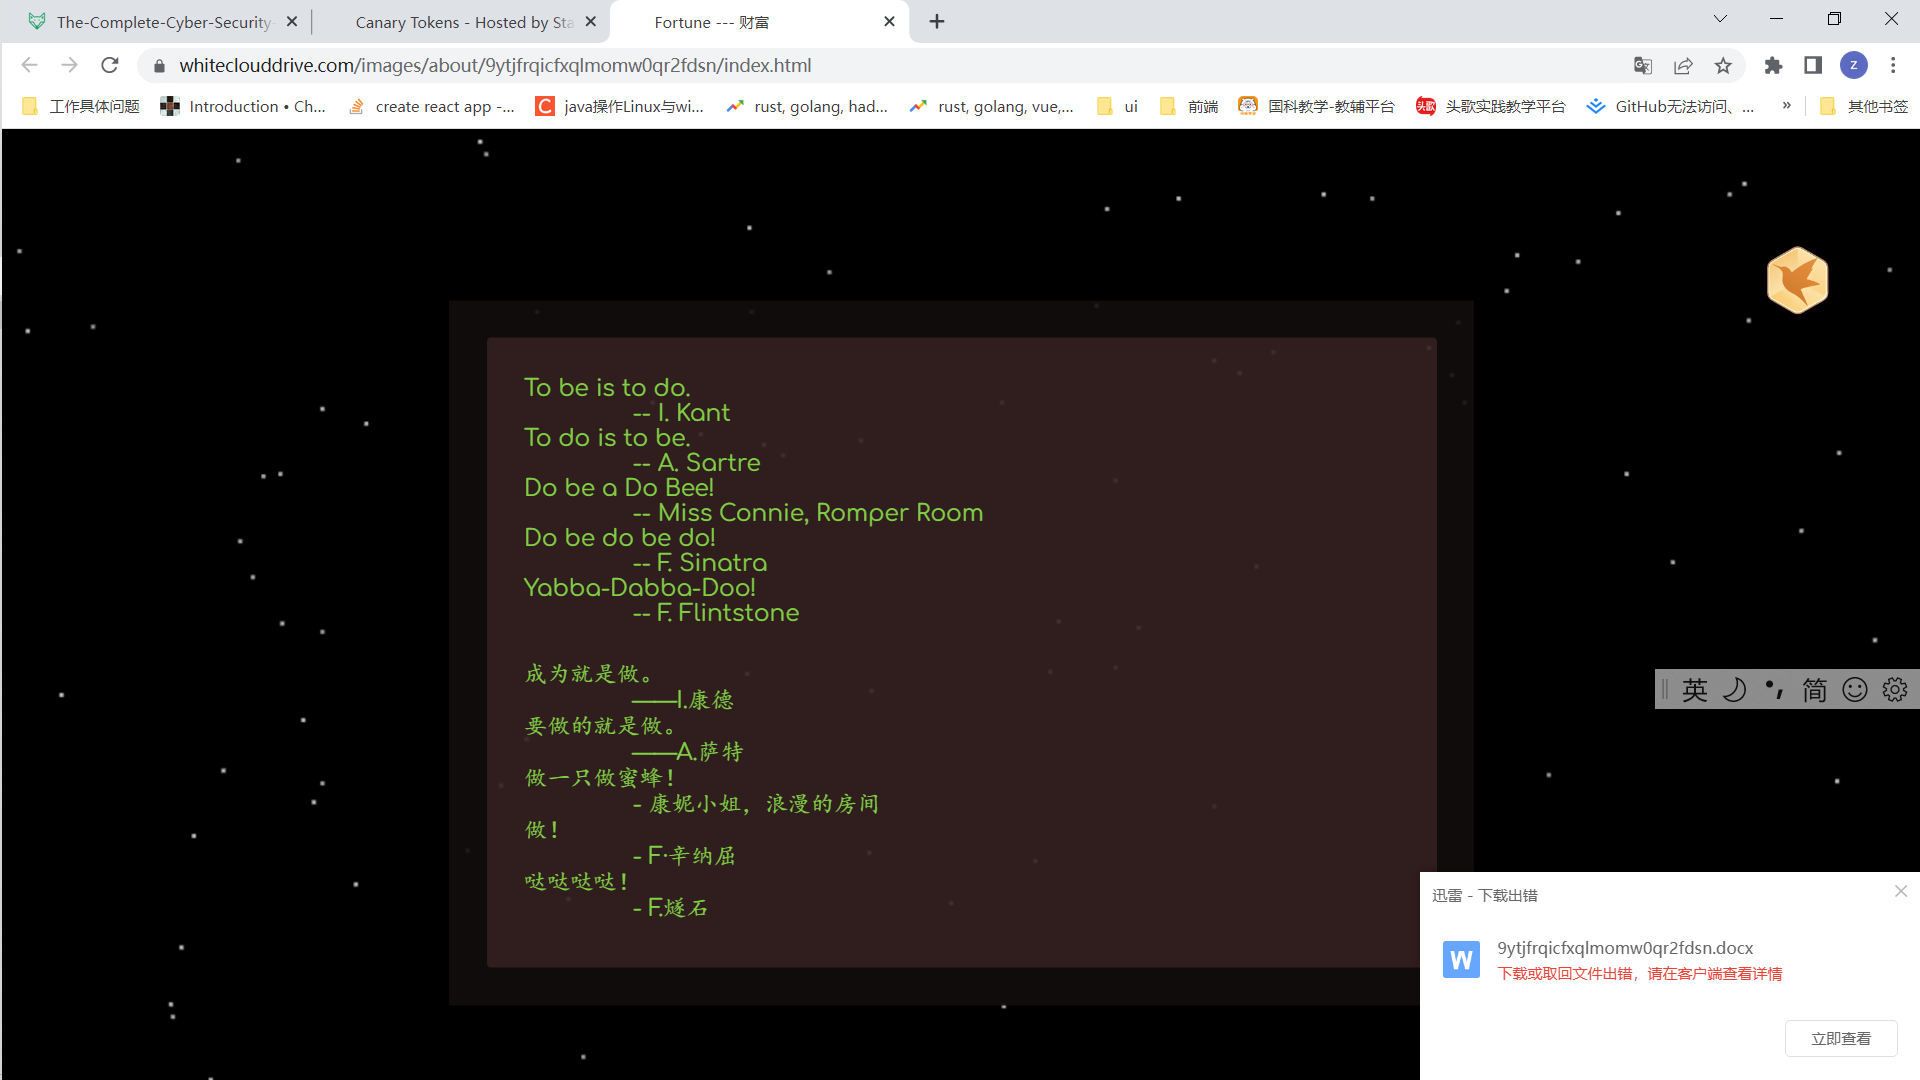 The-Complete-Cyber-Security-
Canary Tokens - Hosted by Sta
Fortune --- 财富
whiteclouddrive.com/images/about/9ytjfrqicfxqlmomw0qr2fdsn/index.html
z
工作具体问题
Introduction • Ch...
create react app -...
C
java操作Linux与wi...
rust, golang, had...
rust, golang, vue,...
ui
前端
国科教学-教辅平台
头歌
头歌实践教学平台
GitHub无法访问、...
»
其他书签
To be is to do.
-- I. Kant
To do is to be.
-- A. Sartre
Do be a Do Bee!
-- Miss Connie, Romper Room
Do be do be do!
-- F. Sinatra
Yabba-Dabba-Doo!
-- F. Flintstone
成为就是做。
——I.康德
要做的就是做。
——A.萨特
做一只做蜜蜂！
- 康妮小姐，浪漫的房间
做！
- F·辛纳屈
哒哒哒哒！
- F.燧石
英 简
迅雷 - 下载出错
W
9ytjfrqicfxqlmomw0qr2fdsn.docx
下载或取回文件出错，请在客户端查看详情
立即查看